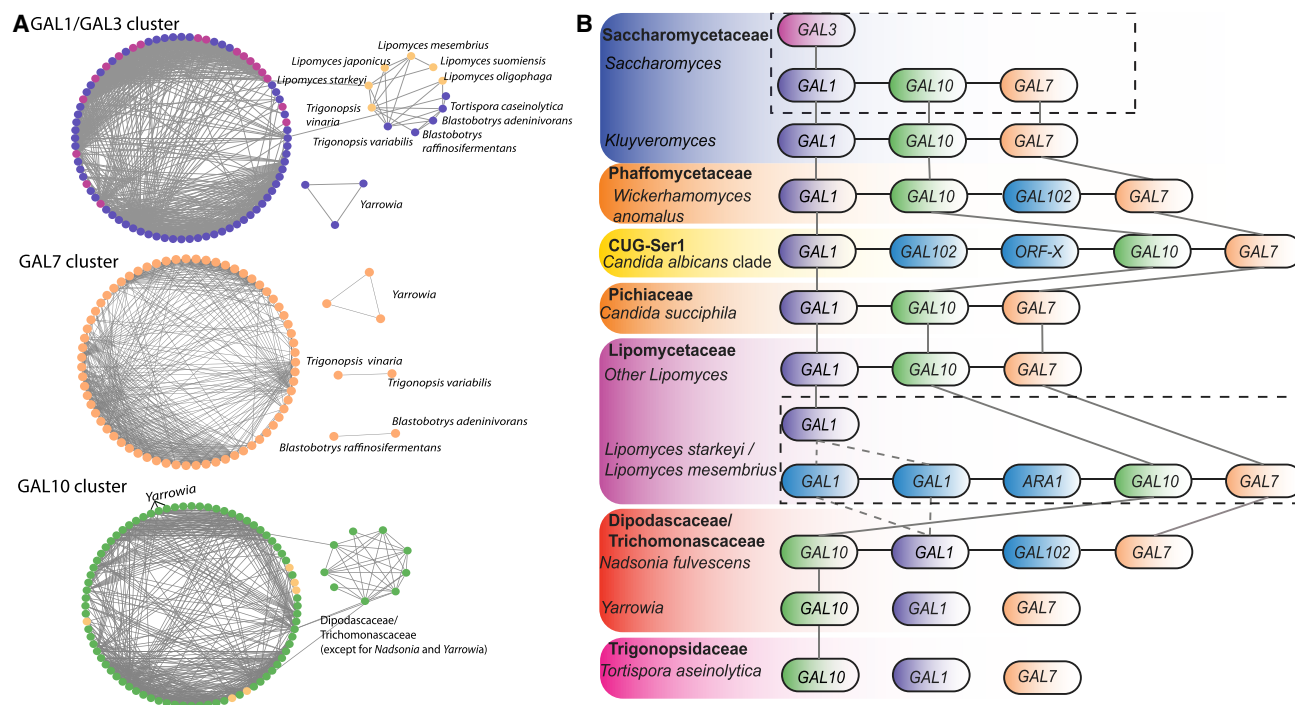 A
GAL1/GAL3 cluster
Lipomyces mesembrius
Lipomyces japonicus
Lipomyces suomiensis
Lipomyces starkeyi
Lipomyces oligophaga
Trigonopsis
vinaria
Tortispora caseinolytica
Blastobotrys adeninivorans
Trigonopsis variabilis
Blastobotrys
raffinosifermentans
Yarrowia
GAL7 cluster
Yarrowia
Trigonopsis vinaria
Trigonopsis variabilis
Blastobotrys adeninivorans
Blastobotrys raffinosifermentans
GAL10 cluster
Yarrowia
Dipodascaceae/
Trichomonascaceae
(except for Nadsonia and Yarrowia)
B
Saccharomycetaceae
GAL3
Saccharomyces
GAL1 GAL10 GAL7
Kluyveromyces
GAL1 GAL10 GAL7
Phaffomycetaceae
Wickerhamomyces
anomalus
GAL1 GAL10 GAL102 GAL7
CUG-Ser1
Candida albicans clade
GAL1 GAL102 ORF-X GAL10 GAL7
Pichiaceae
Candida succiphila
GAL1 GAL10 GAL7
Lipomycetaceae
Other Lipomyces
GAL1 GAL10 GAL7
GAL1
Lipomyces starkeyi /
Lipomyces mesembrius
GAL1 GAL1 ARA1 GAL10 GAL7
Dipodascaceae/
Trichomonascaceae
Nadsonia fulvescens
GAL10 GAL1 GAL102 GAL7
Yarrowia
GAL10 GAL1 GAL7
Trigonopsidaceae
Tortispora aseinolytica
GAL10 GAL1 GAL7